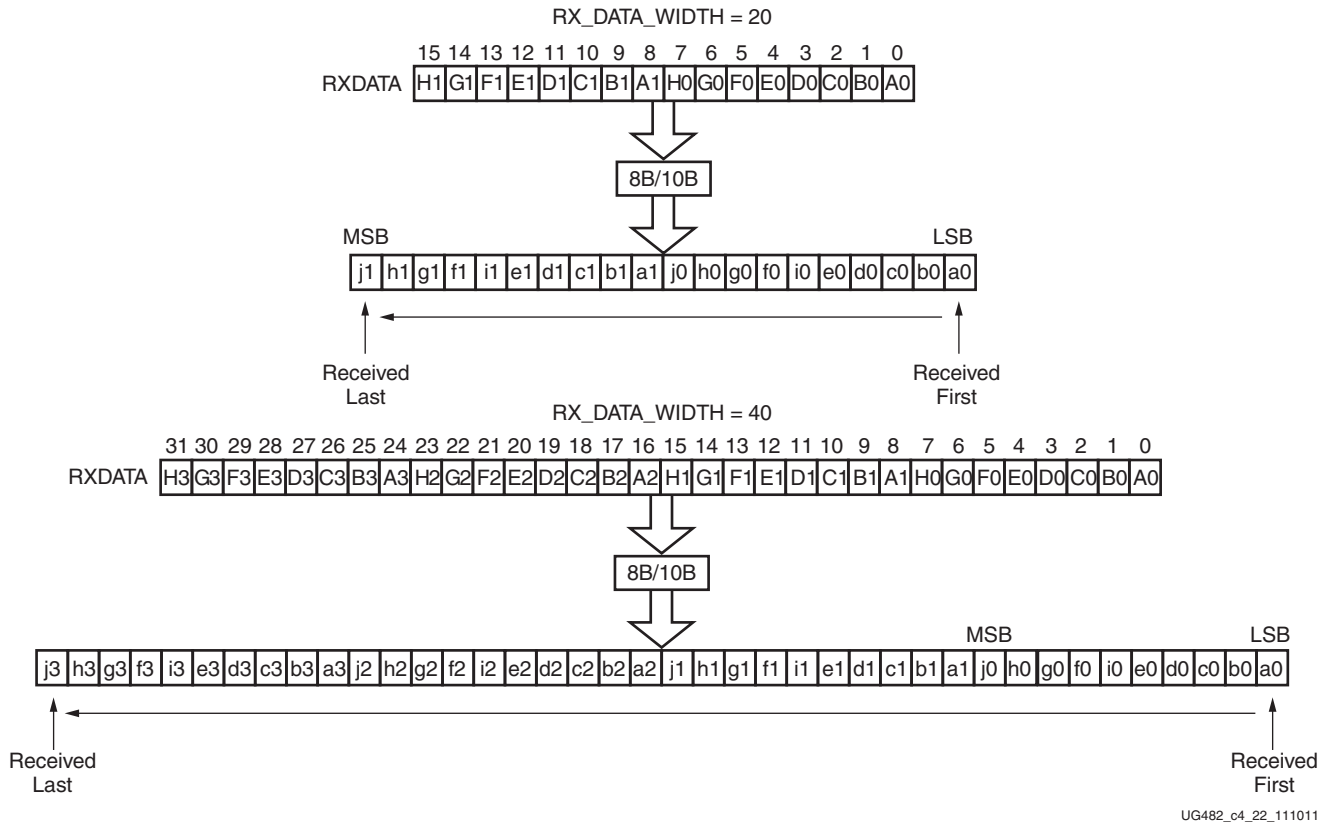 RX_DATA_WIDTH = 20
15 14 13 12 11 10 9 8 7 6 5 4 3 2 1 0
RXDATA H1 G1 F1 E1 D1 C1 B1 A1 H0 G0 F0 E0 D0 C0 B0 A0
8B/10B
MSB LSB
j1 h1 g1 f1 i1 e1 d1 c1 b1 a1 j0 h0 g0 f0 i0 e0 d0 c0 b0 a0
Received Received
Last First
RX_DATA_WIDTH = 40
31 30 29 28 27 26 25 24 23 22 21 20 19 18 17 16 15 14 13 12 11 10 9 8 7 6 5 4 3 2 1 0
RXDATA H3 G3 F3 E3 D3 C3 B3 A3 H2 G2 F2 E2 D2 C2 B2 A2 H1 G1 F1 E1 D1 C1 B1 A1 H0 G0 F0 E0 D0 C0 B0 A0
8B/10B
MSB LSB
j3 h3 g3 f3 i3 e3 d3 c3 b3 a3 j2 h2 g2 f2 i2 e2 d2 c2 b2 a2 j1 h1 g1 f1 i1 e1 d1 c1 b1 a1 j0 h0 g0 f0 i0 e0 d0 c0 b0 a0
Received Received
Last First
UG482_c4_22_111011